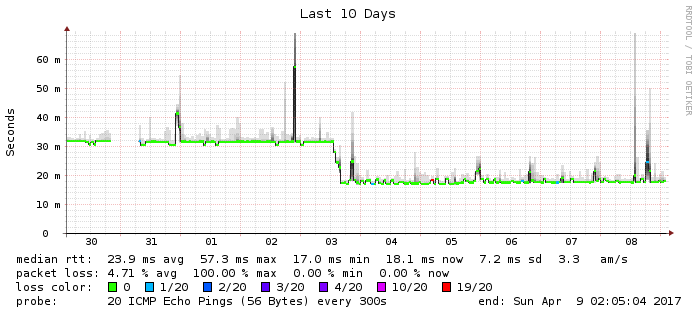 Last 10 Days
RRDTOOL / TOBI OETIKER
Seconds
60 m
50 m
40 m
30 m
20 m
10 m
0
30 31 01 02 03 04 05 06 07 08
median rtt: 23.9 ms avg 57.3 ms max 17.0 ms min 18.1 ms now 7.2 ms sd 3.3 am/s
packet loss: 4.71 % avg 100.00 % max 0.00 % min 0.00 % now
loss color: 0 1/20 2/20 3/20 4/20 10/20 19/20
probe: 20 ICMP Echo Pings (56 Bytes) every 300s end: Sun Apr 9 02:05:04 2017